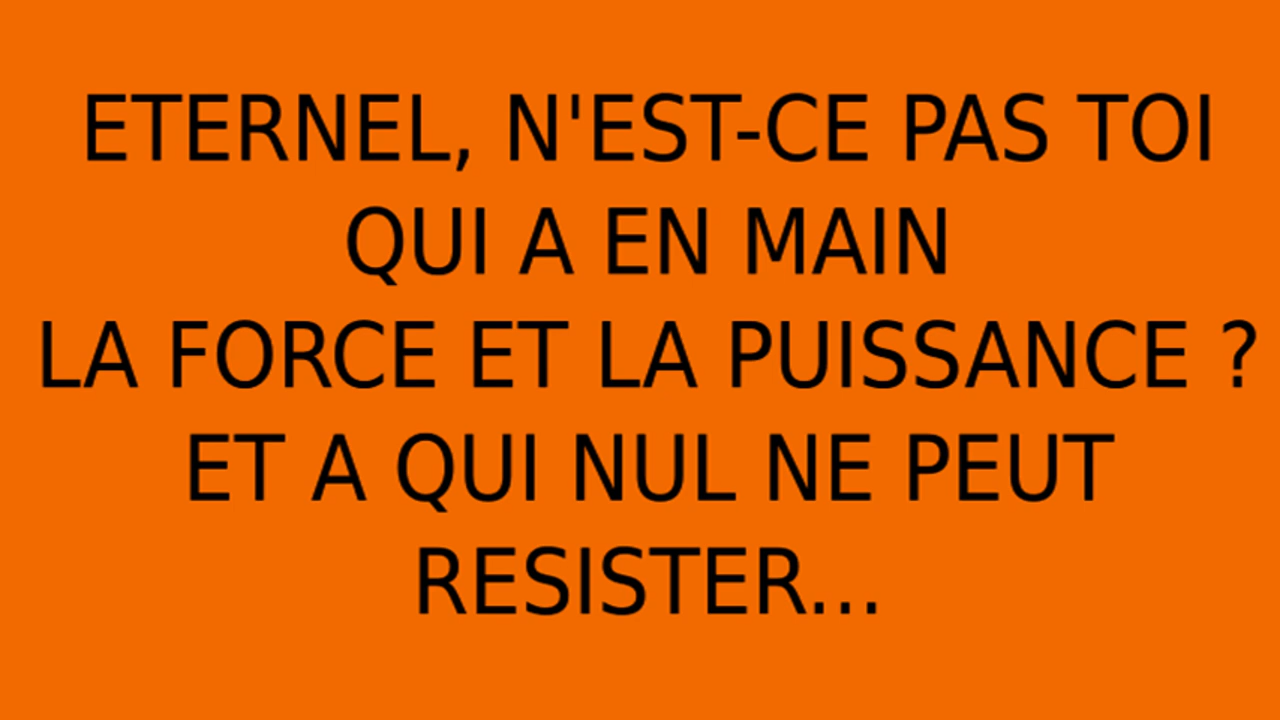 ETERNEL, N'EST-CE PAS TOI
QUI A EN MAIN
LA FORCE ET LA PUISSANCE ?
ET A QUI NUL NE PEUT
RESISTER...